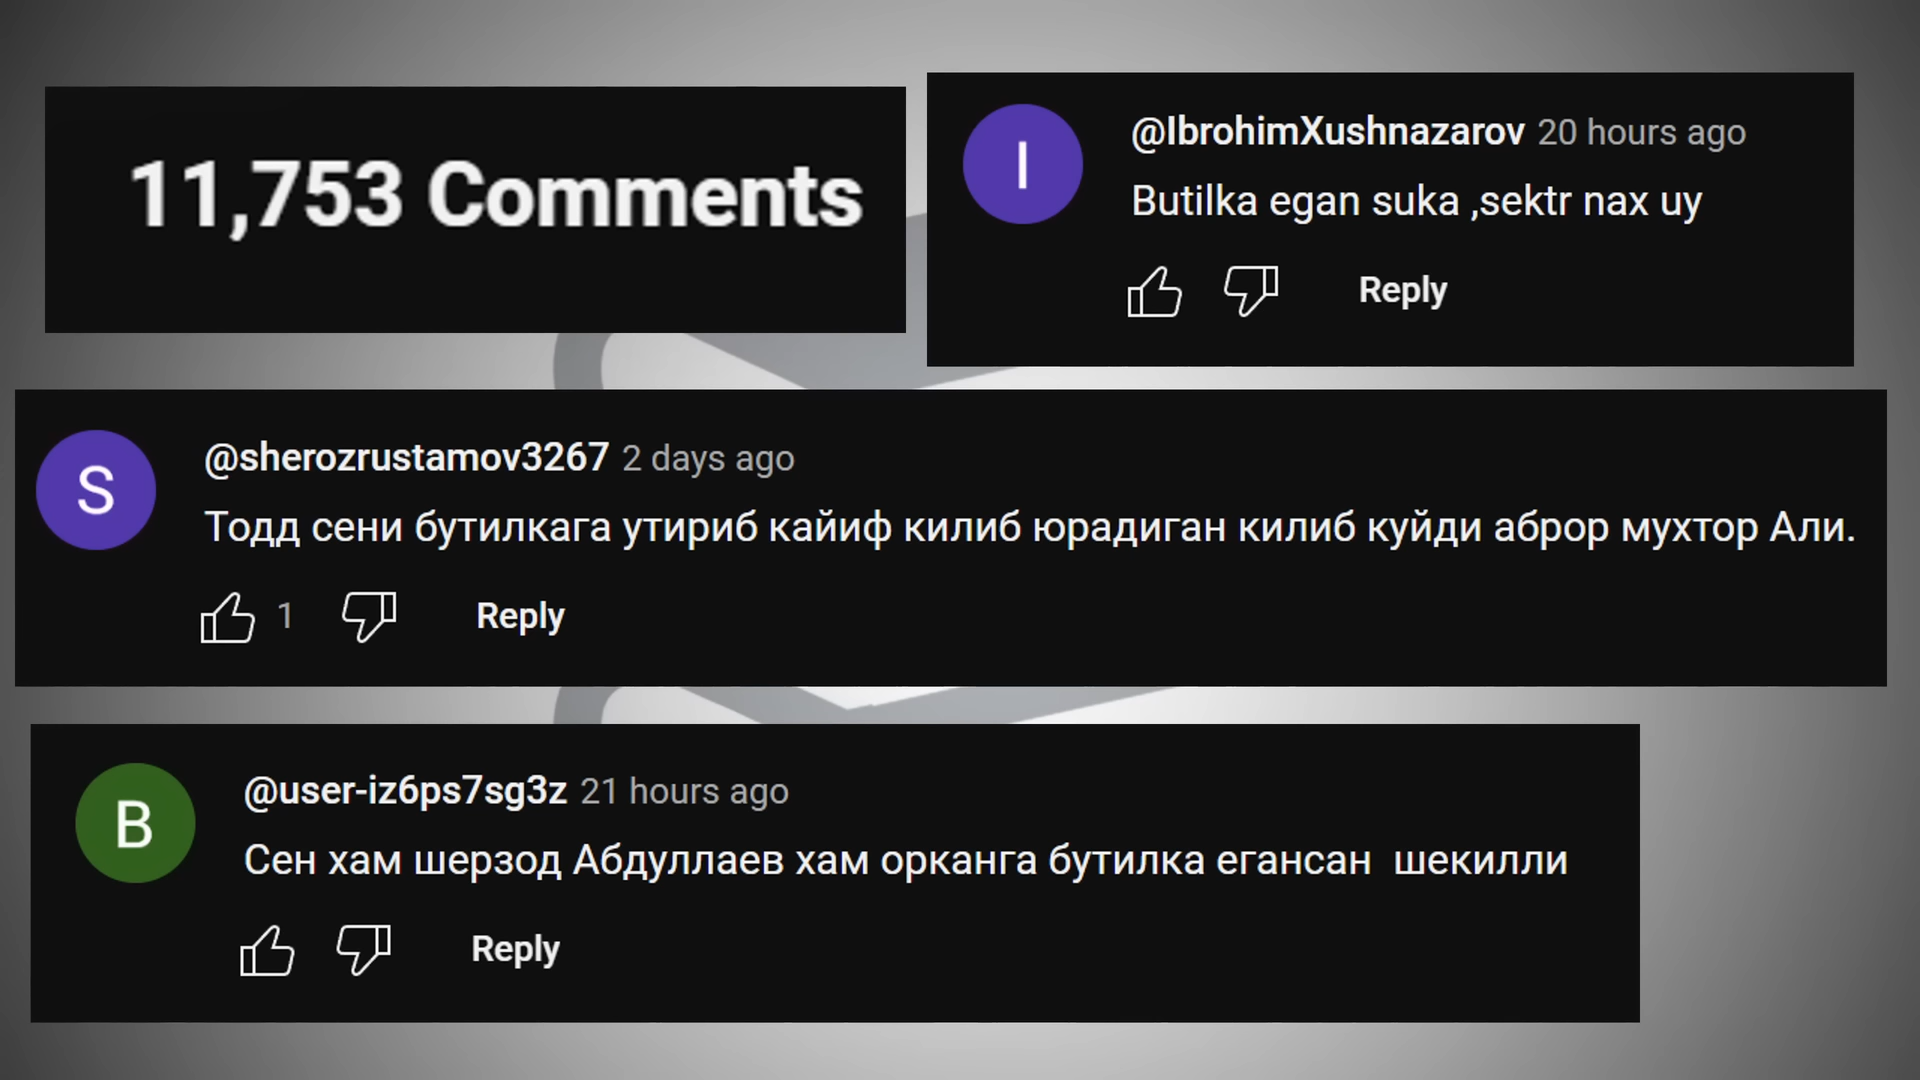 11,753 Comments
@IbrohimXushnazarov 20 hours ago
Butilka egan suka ,sektr nax uy
Reply
@sherozrustamov3267 2 days ago
Тодд сени бутилкага утириб кайиф килиб юрадиган килиб куйди аброр мухтор Али.
1 Reply
@user-iz6ps7sg3z 21 hours ago
Сен хам шерзод Абдуллаев хам орканга бутилка егансан шекилли
Reply